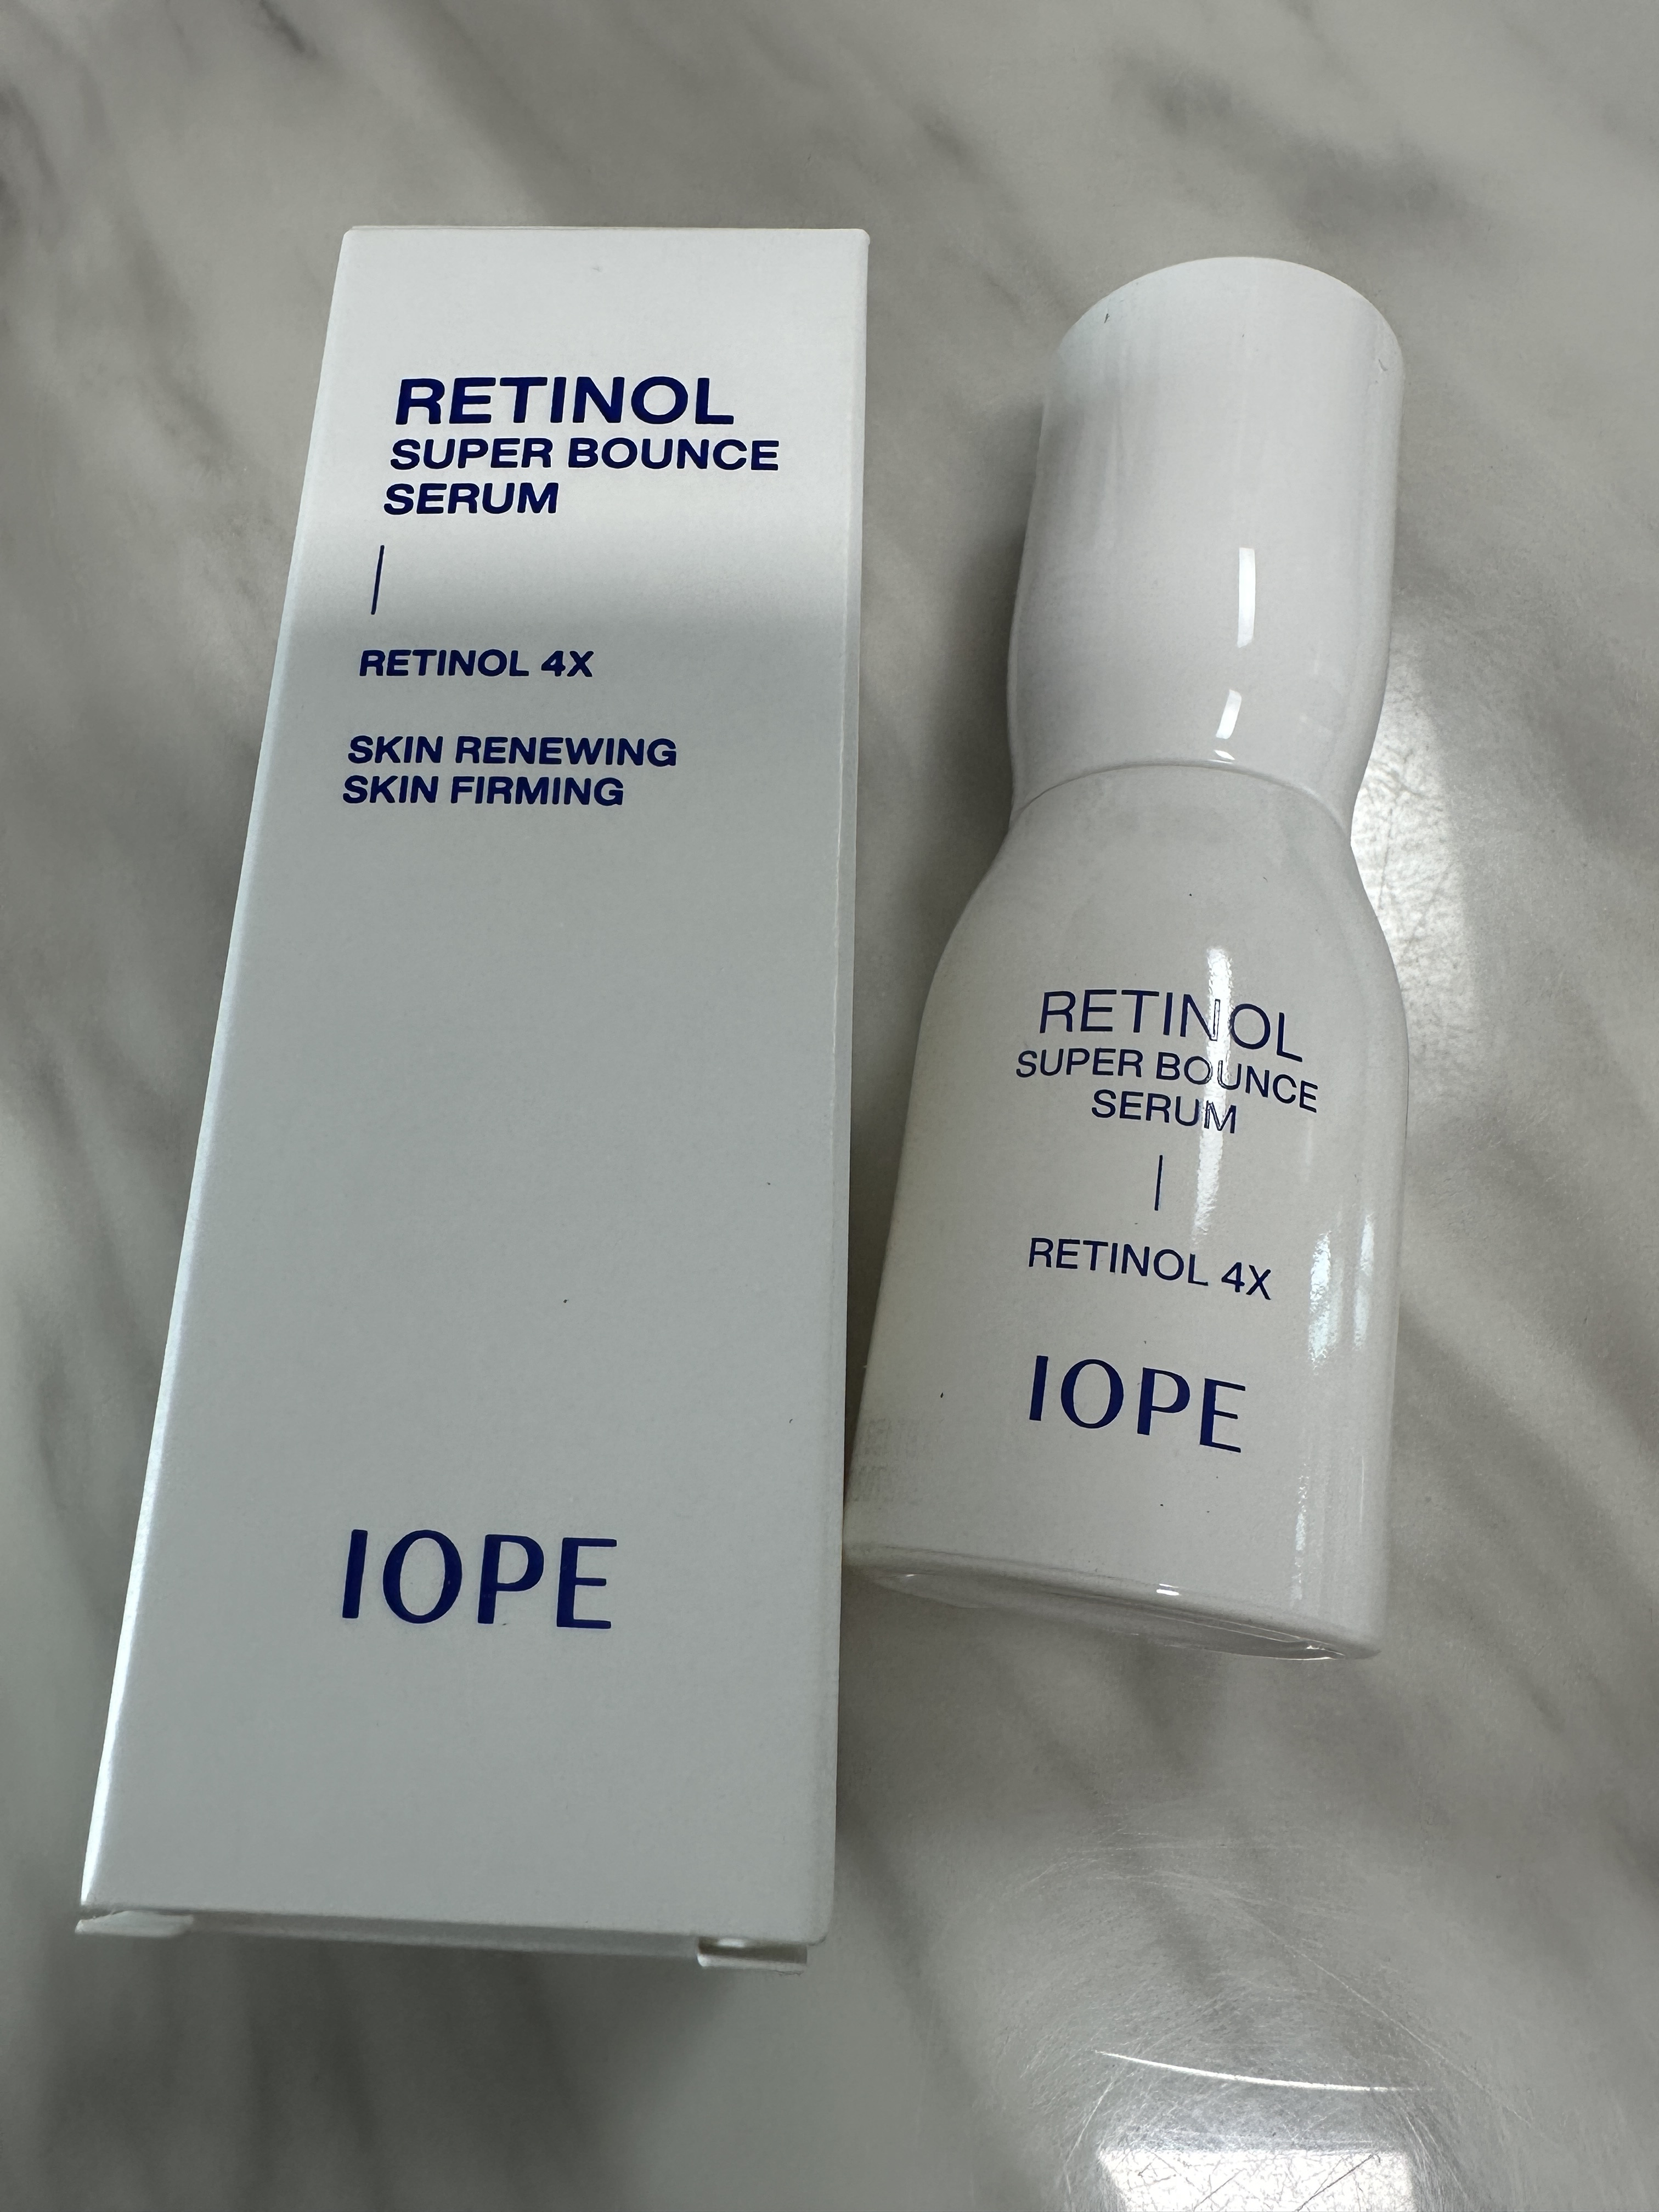 RETINOL
SUPER BOUNCE
SERUM
RETINOL 4X
SKIN RENEWING
SKIN FIRMING
IOPE
RETINOL
SUPER BOUNCE
SERUM
RETINOL 4X
IOPE